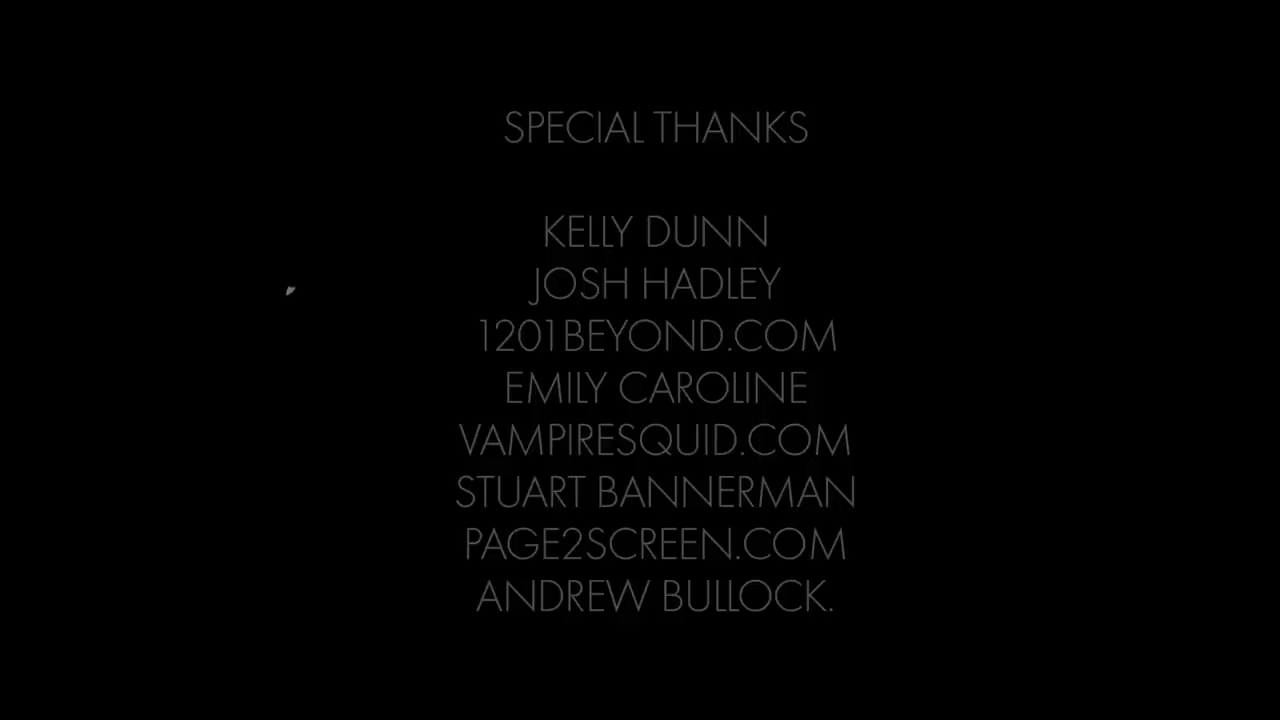 SPECIAL THANKS
KELLY DUNN
JOSH HADLEY
1201BEYOND.COM
EMILY CAROLINE
VAMPIRESQUID.COM
STUART BANNERMAN
PAGE2SCREEN.COM
ANDREW BULLOCK.